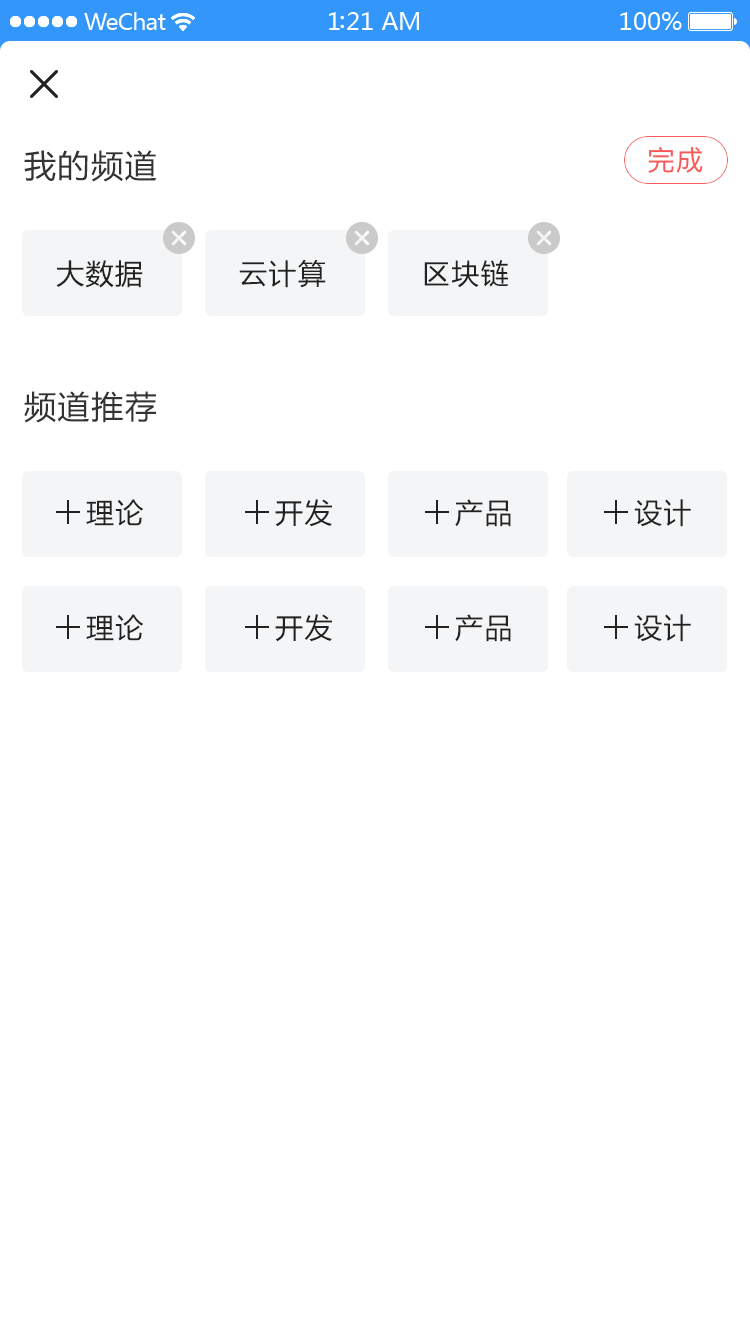 WeChat 1:21 AM 100%
我的频道 完成
大数据 云计算 区块链
频道推荐
+理论 +开发 +产品 +设计
+理论 +开发 +产品 +设计